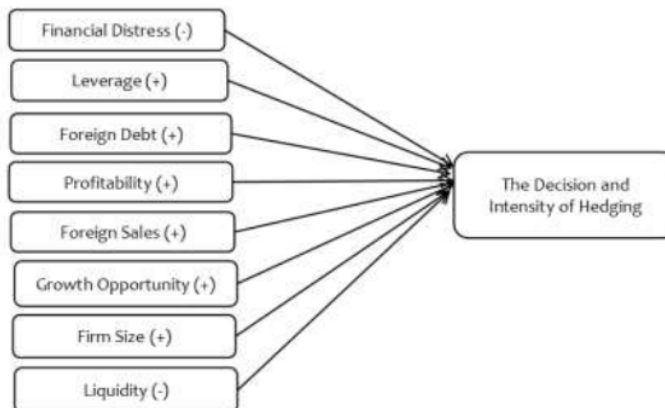 Financial Distress (-)
Leverage (+)
Foreign Debt (+)
Profitability (+)
The Decision and
Intensity of Hedging
Foreign Sales (+)
Growth Opportunity (+)
Firm Size (+)
Liquidity (-)